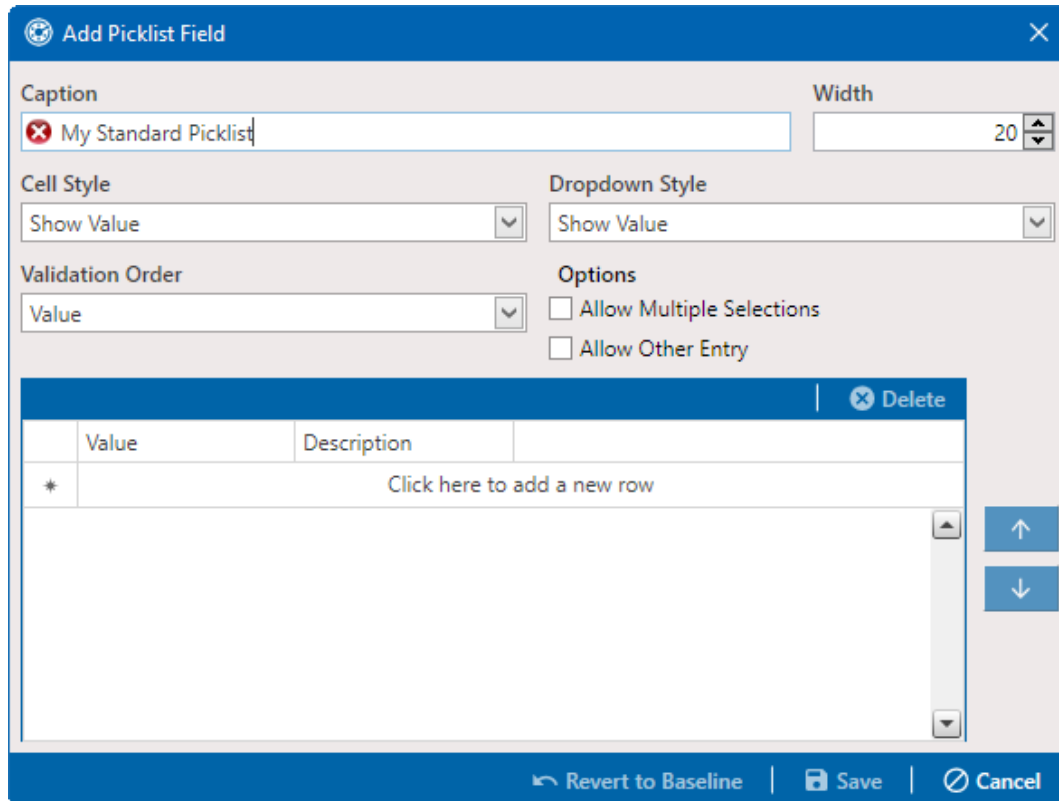 Add Picklist Field
Caption
Width
My Standard Picklist
20
Cell Style
Dropdown Style
Show Value
Show Value
Validation Order
Options
Value
Allow Multiple Selections
Allow Other Entry
Delete
Value Description
Click here to add a new row
Revert to Baseline Save Cancel